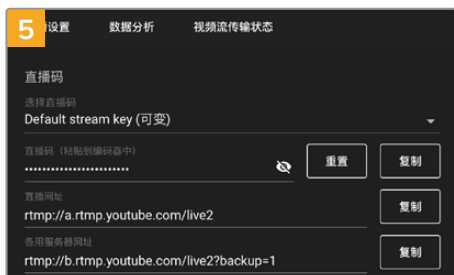 5
设置 数据分析 视频流传输状态
直播码
选择直播码
Default stream key (可变)
直播码（粘贴到编码器中）
•••••••••••••••••••••••• 重置 复制
直播网址
rtmp://a.rtmp.youtube.com/live2 复制
备用服务器网址
rtmp://b.rtmp.youtube.com/live2?backup=1 复制